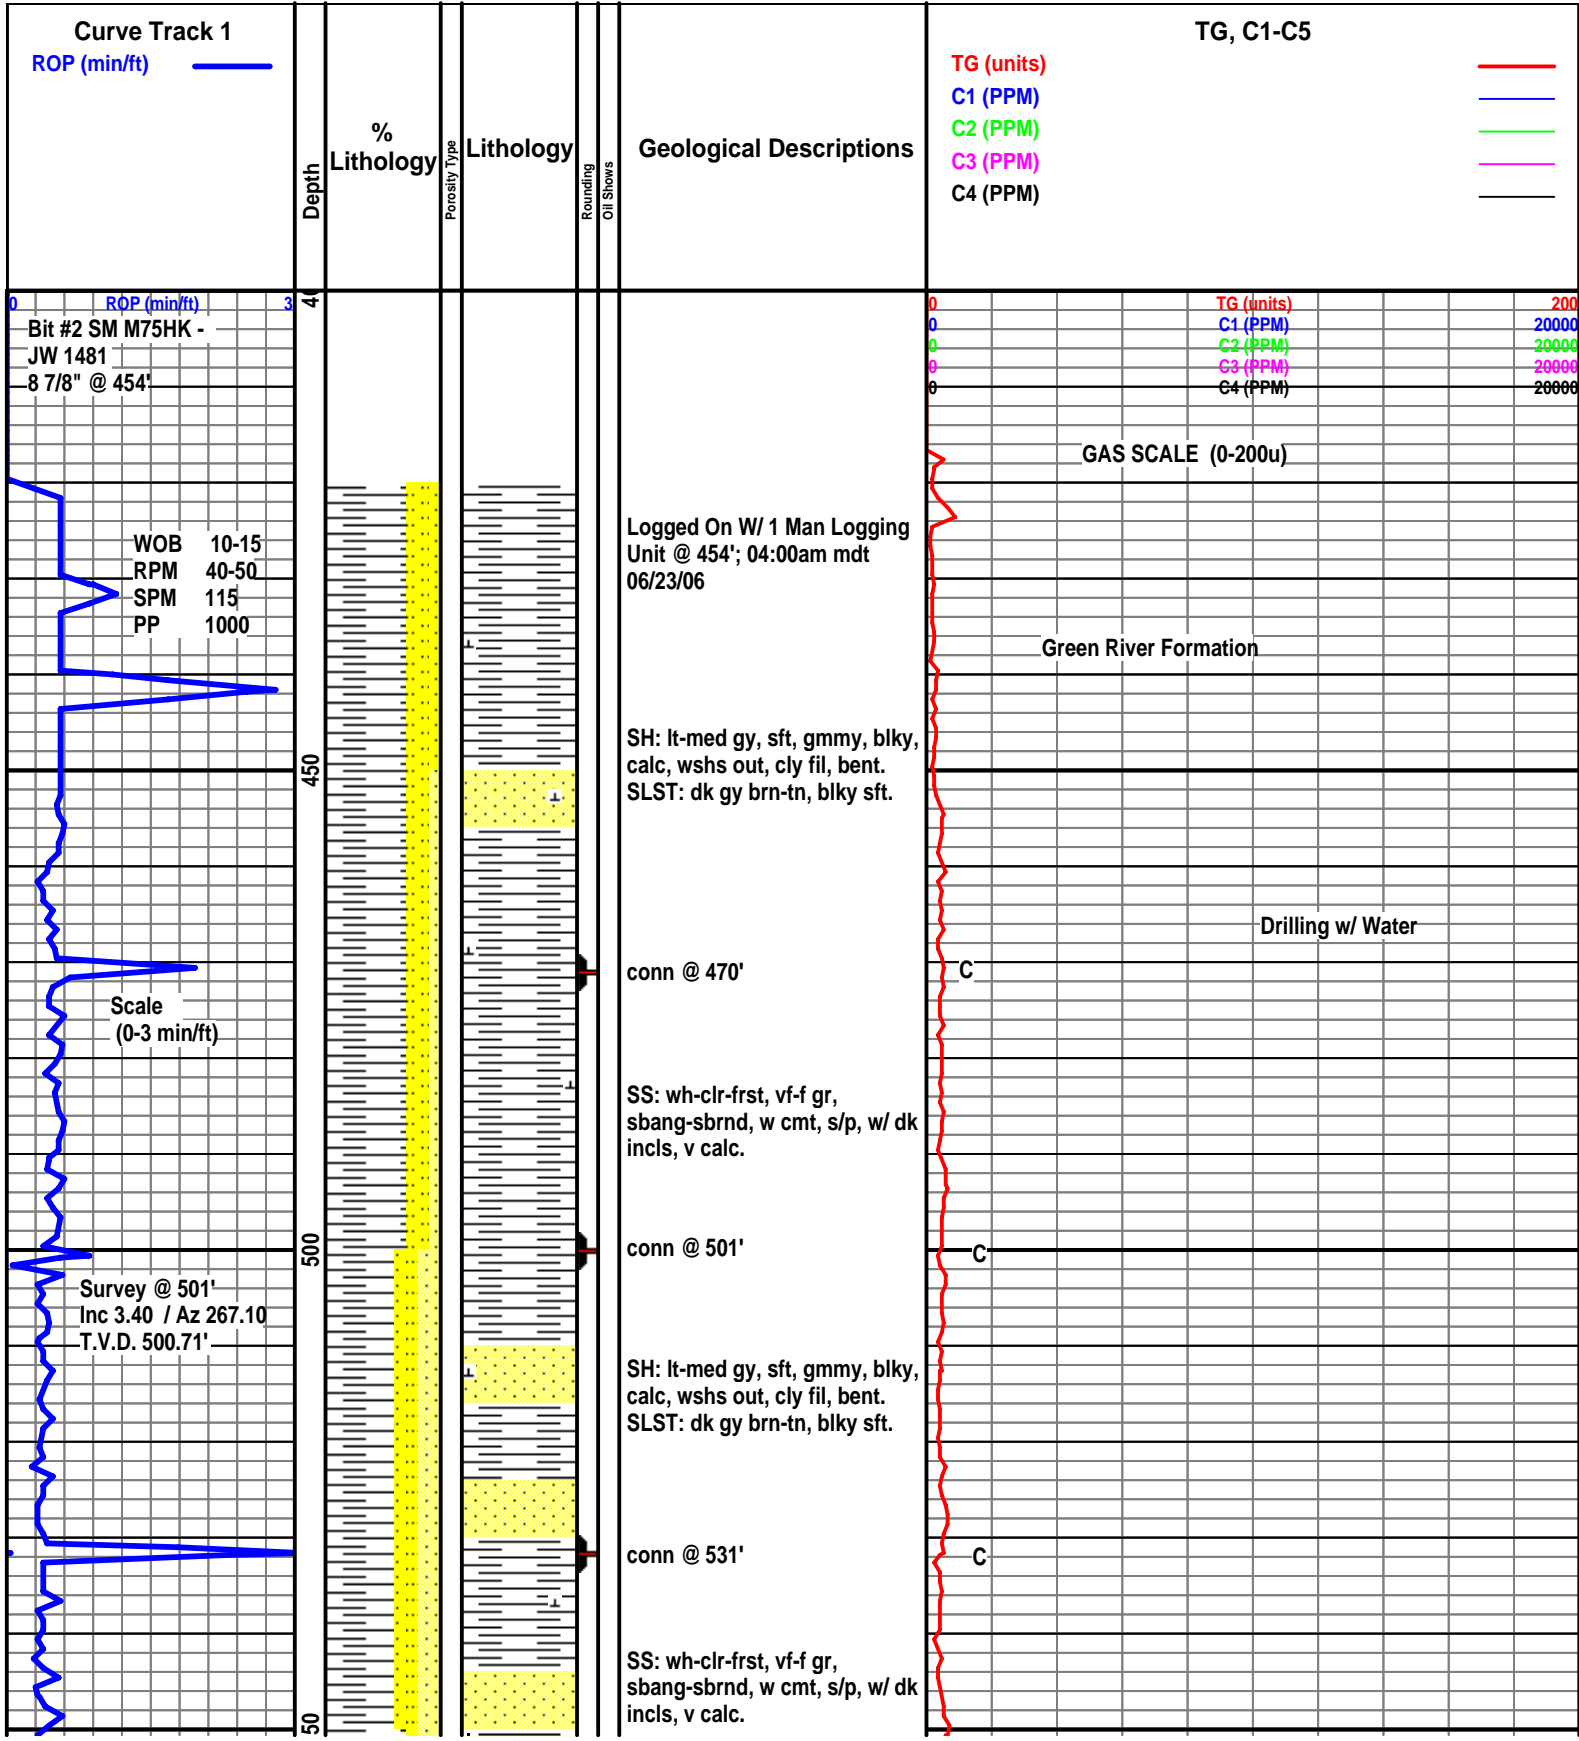 Curve Track 1
ROP (min/ft)
Depth
%
Lithology
Porosity Type
Lithology
Rounding
Oil Shows
Geological Descriptions
TG, C1-C5
TG (units)
C1 (PPM)
C2 (PPM)
C3 (PPM)
C4 (PPM)
0 ROP (min/ft) 3
Bit #2 SM M75HK -
JW 1481
8 7/8" @ 454'
0 TG (units) 200
0 C1 (PPM) 20000
0 C2 (PPM) 20000
0 C3 (PPM) 20000
0 C4 (PPM) 20000
GAS SCALE (0-200u)
WOB 10-15
RPM 40-50
SPM 115
PP 1000
Logged On W/ 1 Man Logging
Unit @ 454'; 04:00am mdt
06/23/06
Green River Formation
SH: lt-med gy, sft, gmmy, blky,
calc, wshs out, cly fil, bent.
SLST: dk gy brn-tn, blky sft.
450
Drilling w/ Water
conn @ 470'
C
Scale
(0-3 min/ft)
SS: wh-clr-frst, vf-f gr,
sbang-sbrnd, w cmt, s/p, w/ dk
incls, v calc.
500
conn @ 501'
C
Survey @ 501'
Inc 3.40 / Az 267.10
T.V.D. 500.71'
SH: lt-med gy, sft, gmmy, blky,
calc, wshs out, cly fil, bent.
SLST: dk gy brn-tn, blky sft.
conn @ 531'
C
SS: wh-clr-frst, vf-f gr,
sbang-sbrnd, w cmt, s/p, w/ dk
incls, v calc.
50